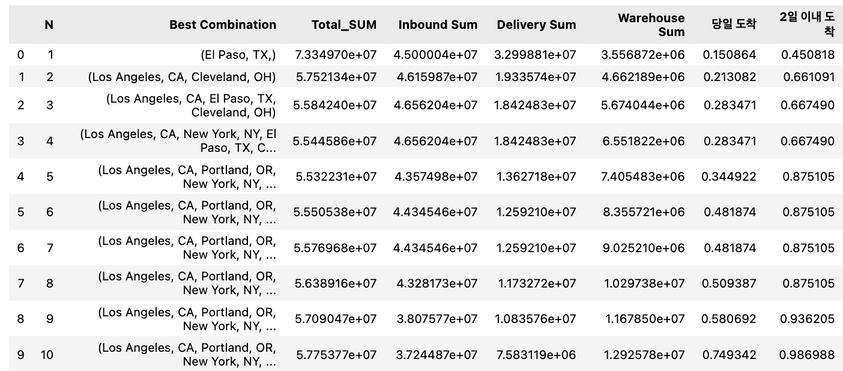 N Best Combination Total_SUM Inbound Sum Delivery Sum Warehouse Sum 당일 도착 2일 이내 도착
0 1 (El Paso, TX,) 7.334970e+07 4.500004e+07 3.299881e+07 3.556872e+06 0.150864 0.450818
1 2 (Los Angeles, CA, Cleveland, OH) 5.752134e+07 4.615987e+07 1.933574e+07 4.662189e+06 0.213082 0.661091
2 3 (Los Angeles, CA, El Paso, TX, Cleveland, OH) 5.584240e+07 4.656204e+07 1.842483e+07 5.674044e+06 0.283471 0.667490
3 4 (Los Angeles, CA, New York, NY, El Paso, TX, C... 5.544586e+07 4.656204e+07 1.842483e+07 6.551822e+06 0.283471 0.667490
4 5 (Los Angeles, CA, Portland, OR, New York, NY, ... 5.532231e+07 4.357498e+07 1.362718e+07 7.405483e+06 0.344922 0.875105
5 6 (Los Angeles, CA, Portland, OR, New York, NY, ... 5.550538e+07 4.434546e+07 1.259210e+07 8.355721e+06 0.481874 0.875105
6 7 (Los Angeles, CA, Portland, OR, New York, NY, ... 5.576968e+07 4.434546e+07 1.259210e+07 9.025210e+06 0.481874 0.875105
7 8 (Los Angeles, CA, Portland, OR, New York, NY, ... 5.638916e+07 4.328173e+07 1.173272e+07 1.029738e+07 0.509387 0.875105
8 9 (Los Angeles, CA, Portland, OR, New York, NY, ... 5.709047e+07 3.807577e+07 1.083576e+07 1.167850e+07 0.580692 0.936205
9 10 (Los Angeles, CA, Portland, OR, New York, NY, ... 5.775377e+07 3.724487e+07 7.583119e+06 1.292578e+07 0.749342 0.986988